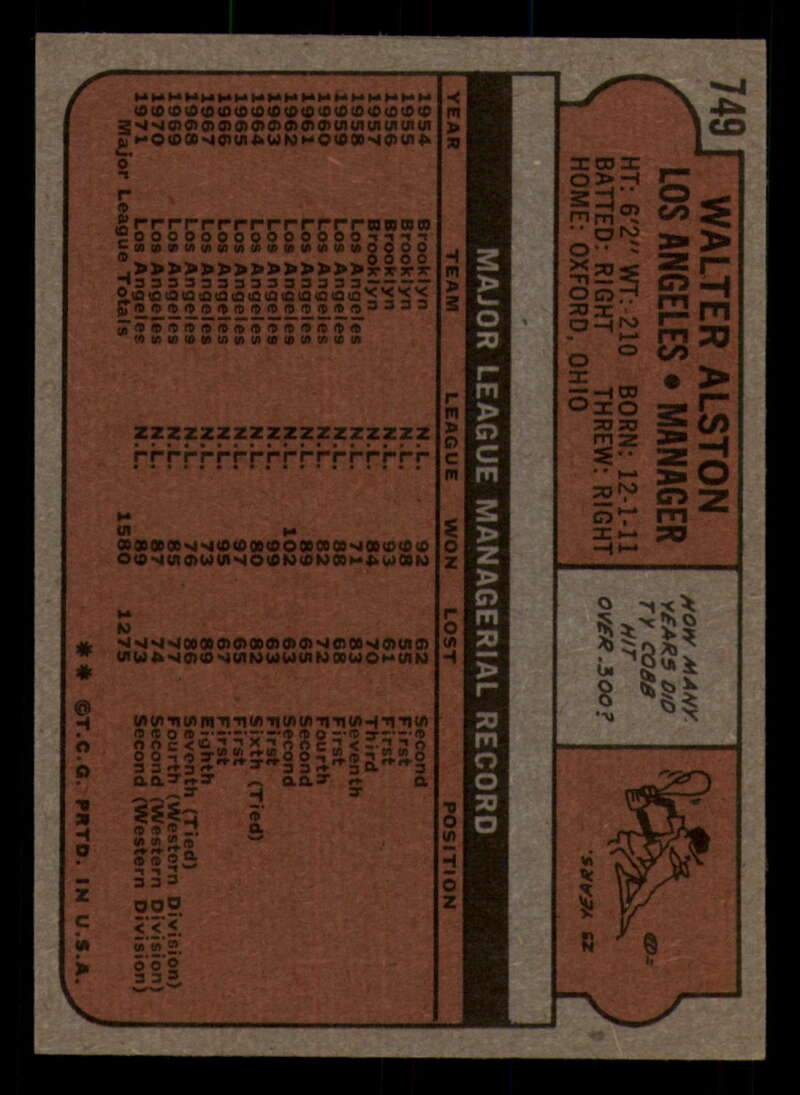 749
WALTER ALSTON
LOS ANGELES • MANAGER
HT: 6'2" WT: 210 BORN: 12-1-11
BATTED: RIGHT THREW: RIGHT
HOME: OXFORD, OHIO
HOW MANY
YEARS DID
TY COBB
HIT
OVER .300?
23 YEARS.
MAJOR LEAGUE MANAGERIAL RECORD
YEAR TEAM LEAGUE WON LOST POSITION
1954 Brooklyn N.L. 92 62 Second
1955 Brooklyn N.L. 98 55 First
1956 Brooklyn N.L. 93 61 First
1957 Brooklyn N.L. 84 70 Third
1958 Los Angeles N.L. 71 83 Seventh
1959 Los Angeles N.L. 88 68 First
1960 Los Angeles N.L. 82 72 Fourth
1961 Los Angeles N.L. 89 65 Second
1962 Los Angeles N.L. 102 63 Second
1963 Los Angeles N.L. 99 63 First
1964 Los Angeles N.L. 80 82 Sixth (Tied)
1965 Los Angeles N.L. 97 65 First
1966 Los Angeles N.L. 95 67 First
1967 Los Angeles N.L. 73 89 Eighth
1968 Los Angeles N.L. 76 86 Seventh (Tied)
1969 Los Angeles N.L. 85 77 Fourth (Western Division)
1970 Los Angeles N.L. 87 74 Second (Western Division)
1971 Los Angeles N.L. 89 73 Second (Western Division)
Major League Totals 1580 1275
** ©T.C.G. PRTD. IN U.S.A.